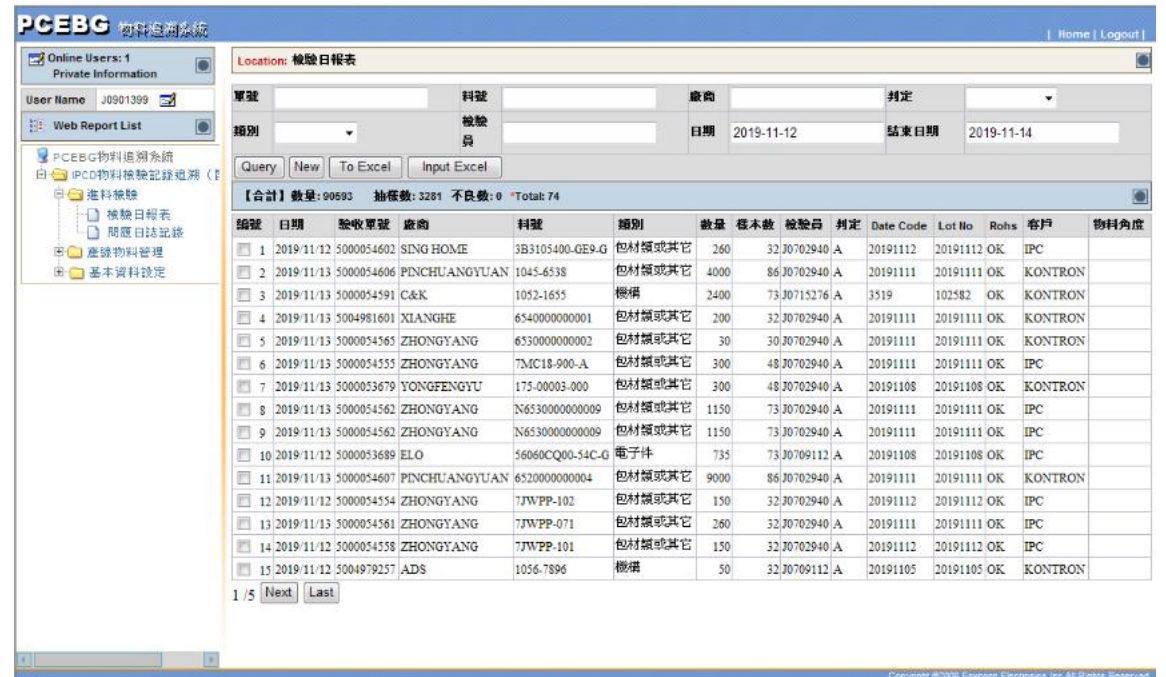 PCEBG 物料追溯系統
| Home | Logout |
Online Users: 1
Private Information
User Name J0901399
Web Report List
PCEBG物料追溯系統
IPCD物料檢驗記錄追溯
進料檢驗
檢驗日報表
問題日誌記錄
產線物料管理
基本資料設定
Location: 檢驗日報表
單號 料號 廠商 判定
類別 檢驗員 日期 2019-11-12 結束日期 2019-11-14
Query New To Excel Input Excel
【合計】數量: 90593 抽樣數: 3281 不良數: 0 *Total: 74
編號 日期 驗收單號 廠商 料號 類別 數量 樣本數 檢驗員 判定 Date Code Lot No Rohs 客戶 物料角度
1 2019/11/12 5000054602 SING HOME 3B3105400-GE9-G 包材類或其它 260 32 J0702940 A 20191112 20191112 OK IPC
2 2019/11/13 5000054606 PINCHUANGYUAN 1045-6538 包材類或其它 4000 86 J0702940 A 20191111 20191111 OK KONTRON
3 2019/11/13 5000054591 C&K 1052-1655 機構 2400 73 J0715276 A 3519 102582 OK KONTRON
4 2019/11/13 5004981601 XIANGHE 6540000000001 包材類或其它 200 32 J0702940 A 20191111 20191111 OK KONTRON
5 2019/11/13 5000054565 ZHONGYANG 6530000000002 包材類或其它 30 30 J0702940 A 20191111 20191111 OK KONTRON
6 2019/11/13 5000054555 ZHONGYANG 7MC18-900-A 包材類或其它 300 48 J0702940 A 20191111 20191111 OK IPC
7 2019/11/13 5000053679 YONGFENGYU 175-00003-000 包材類或其它 300 48 J0702940 A 20191108 20191108 OK KONTRON
8 2019/11/13 5000054562 ZHONGYANG N6530000000009 包材類或其它 1150 73 J0702940 A 20191111 20191111 OK IPC
9 2019/11/13 5000054562 ZHONGYANG N6530000000009 包材類或其它 1150 73 J0702940 A 20191111 20191111 OK IPC
10 2019/11/12 5000053689 ELO 56060CQ00-54C-G 電子件 735 73 J0709112 A 20191108 20191108 OK IPC
11 2019/11/13 5000054607 PINCHUANGYUAN 6520000000004 包材類或其它 9000 86 J0702940 A 20191111 20191111 OK KONTRON
12 2019/11/12 5000054554 ZHONGYANG 7JWPP-102 包材類或其它 150 32 J0702940 A 20191112 20191112 OK IPC
13 2019/11/13 5000054561 ZHONGYANG 7JWPP-071 包材類或其它 260 32 J0702940 A 20191111 20191111 OK IPC
14 2019/11/12 5000054558 ZHONGYANG 7JWPP-101 包材類或其它 150 32 J0702940 A 20191112 20191112 OK IPC
15 2019/11/12 5004979257 ADS 1056-7896 機構 50 32 J0709112 A 20191105 20191105 OK KONTRON
1 /5 Next Last